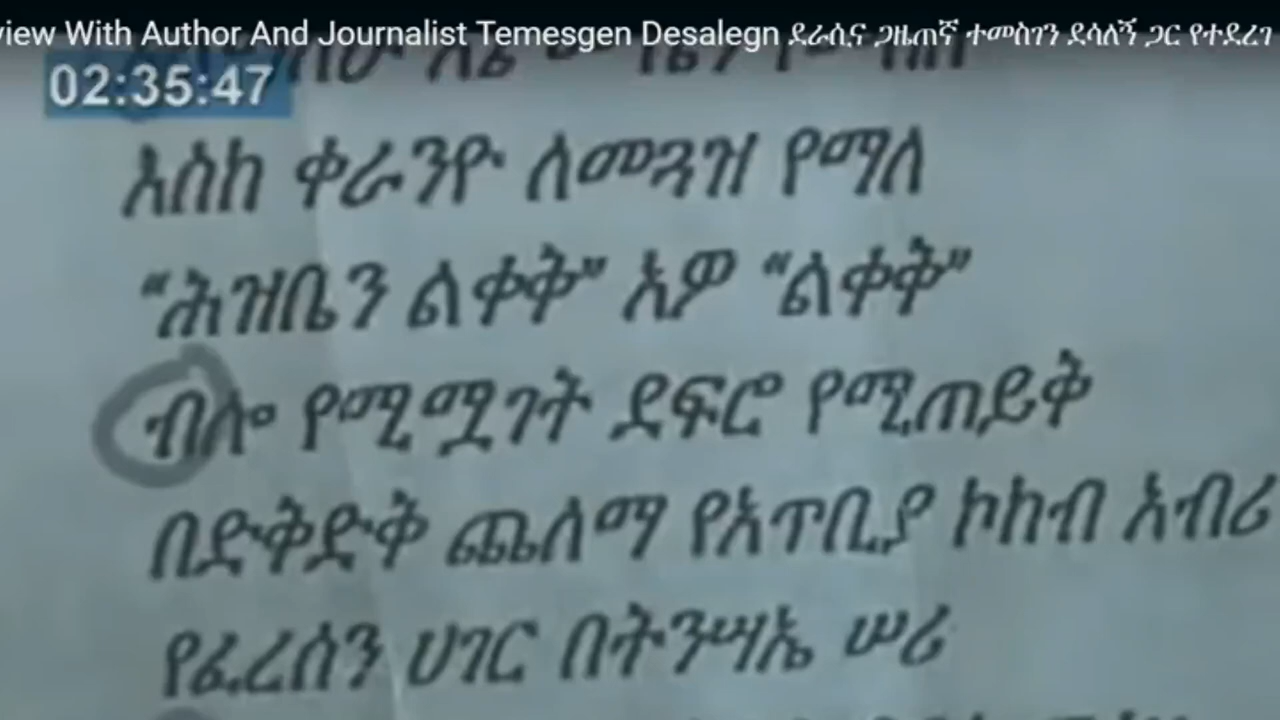 view With Author And Journalist Temesgen Desalegn ደራሲና ጋዜጠኛ ተመስገን ደሳለኝ ጋር የተደረገ
02:35:47
እስከ ቀራንዮ ለመጓዝ የማለ
“ሕዝቤን ልቀቅ” እዎ “ልቀቅ”
ብሎ የሚሟገት ደፍሮ የሚጠይቅ
በድቅድቅ ጨለማ የአጥቢያ ኮከብ አብሪ
የፈረሰን ሀገር በትንሣኤ ሠሪ